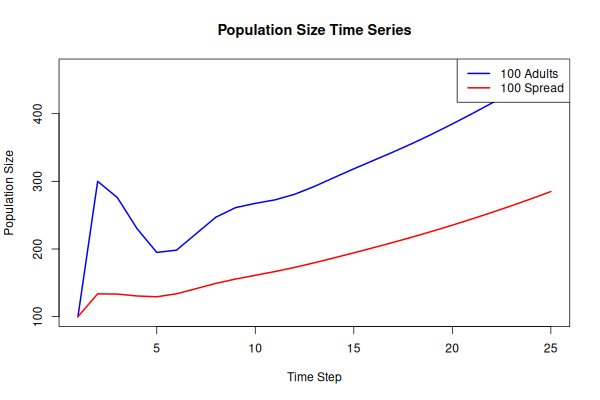 Population Size Time Series
100 Adults
100 Spread
Population Size
400
300
200
100
5
10
15
20
25
Time Step